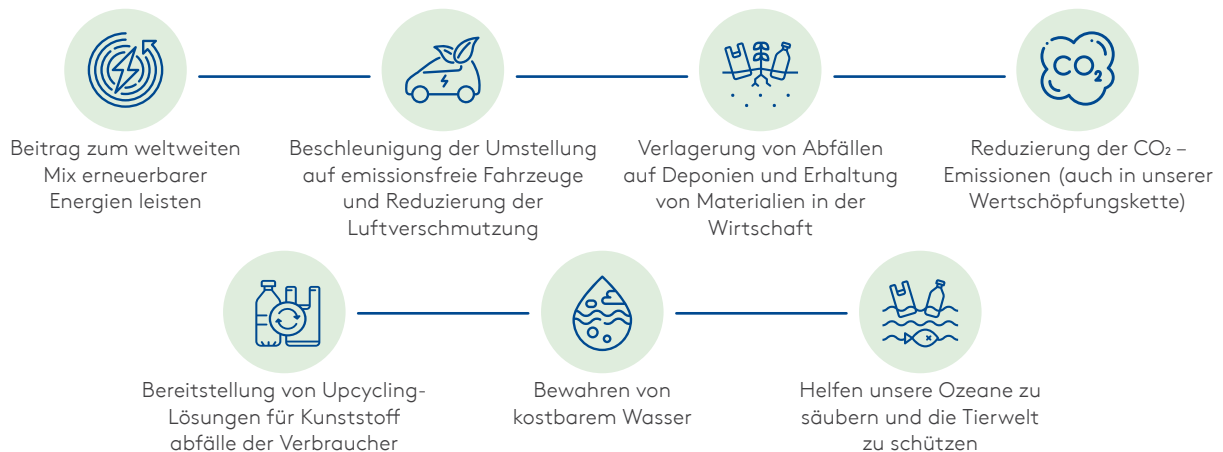 CO₂
Beitrag zum weltweiten
Mix erneuerbarer
Energien leisten
Beschleunigung der Umstellung
auf emissionsfreie Fahrzeuge
und Reduzierung der
Luftverschmutzung
Verlagerung von Abfällen
auf Deponien und Erhaltung
von Materialien in der
Wirtschaft
Reduzierung der CO₂ –
Emissionen (auch in unserer
Wertschöpfungskette)
Bereitstellung von Upcycling-
Lösungen für Kunststoff
abfälle der Verbraucher
Bewahren von
kostbarem Wasser
Helfen unsere Ozeane zu
säubern und die Tierwelt
zu schützen